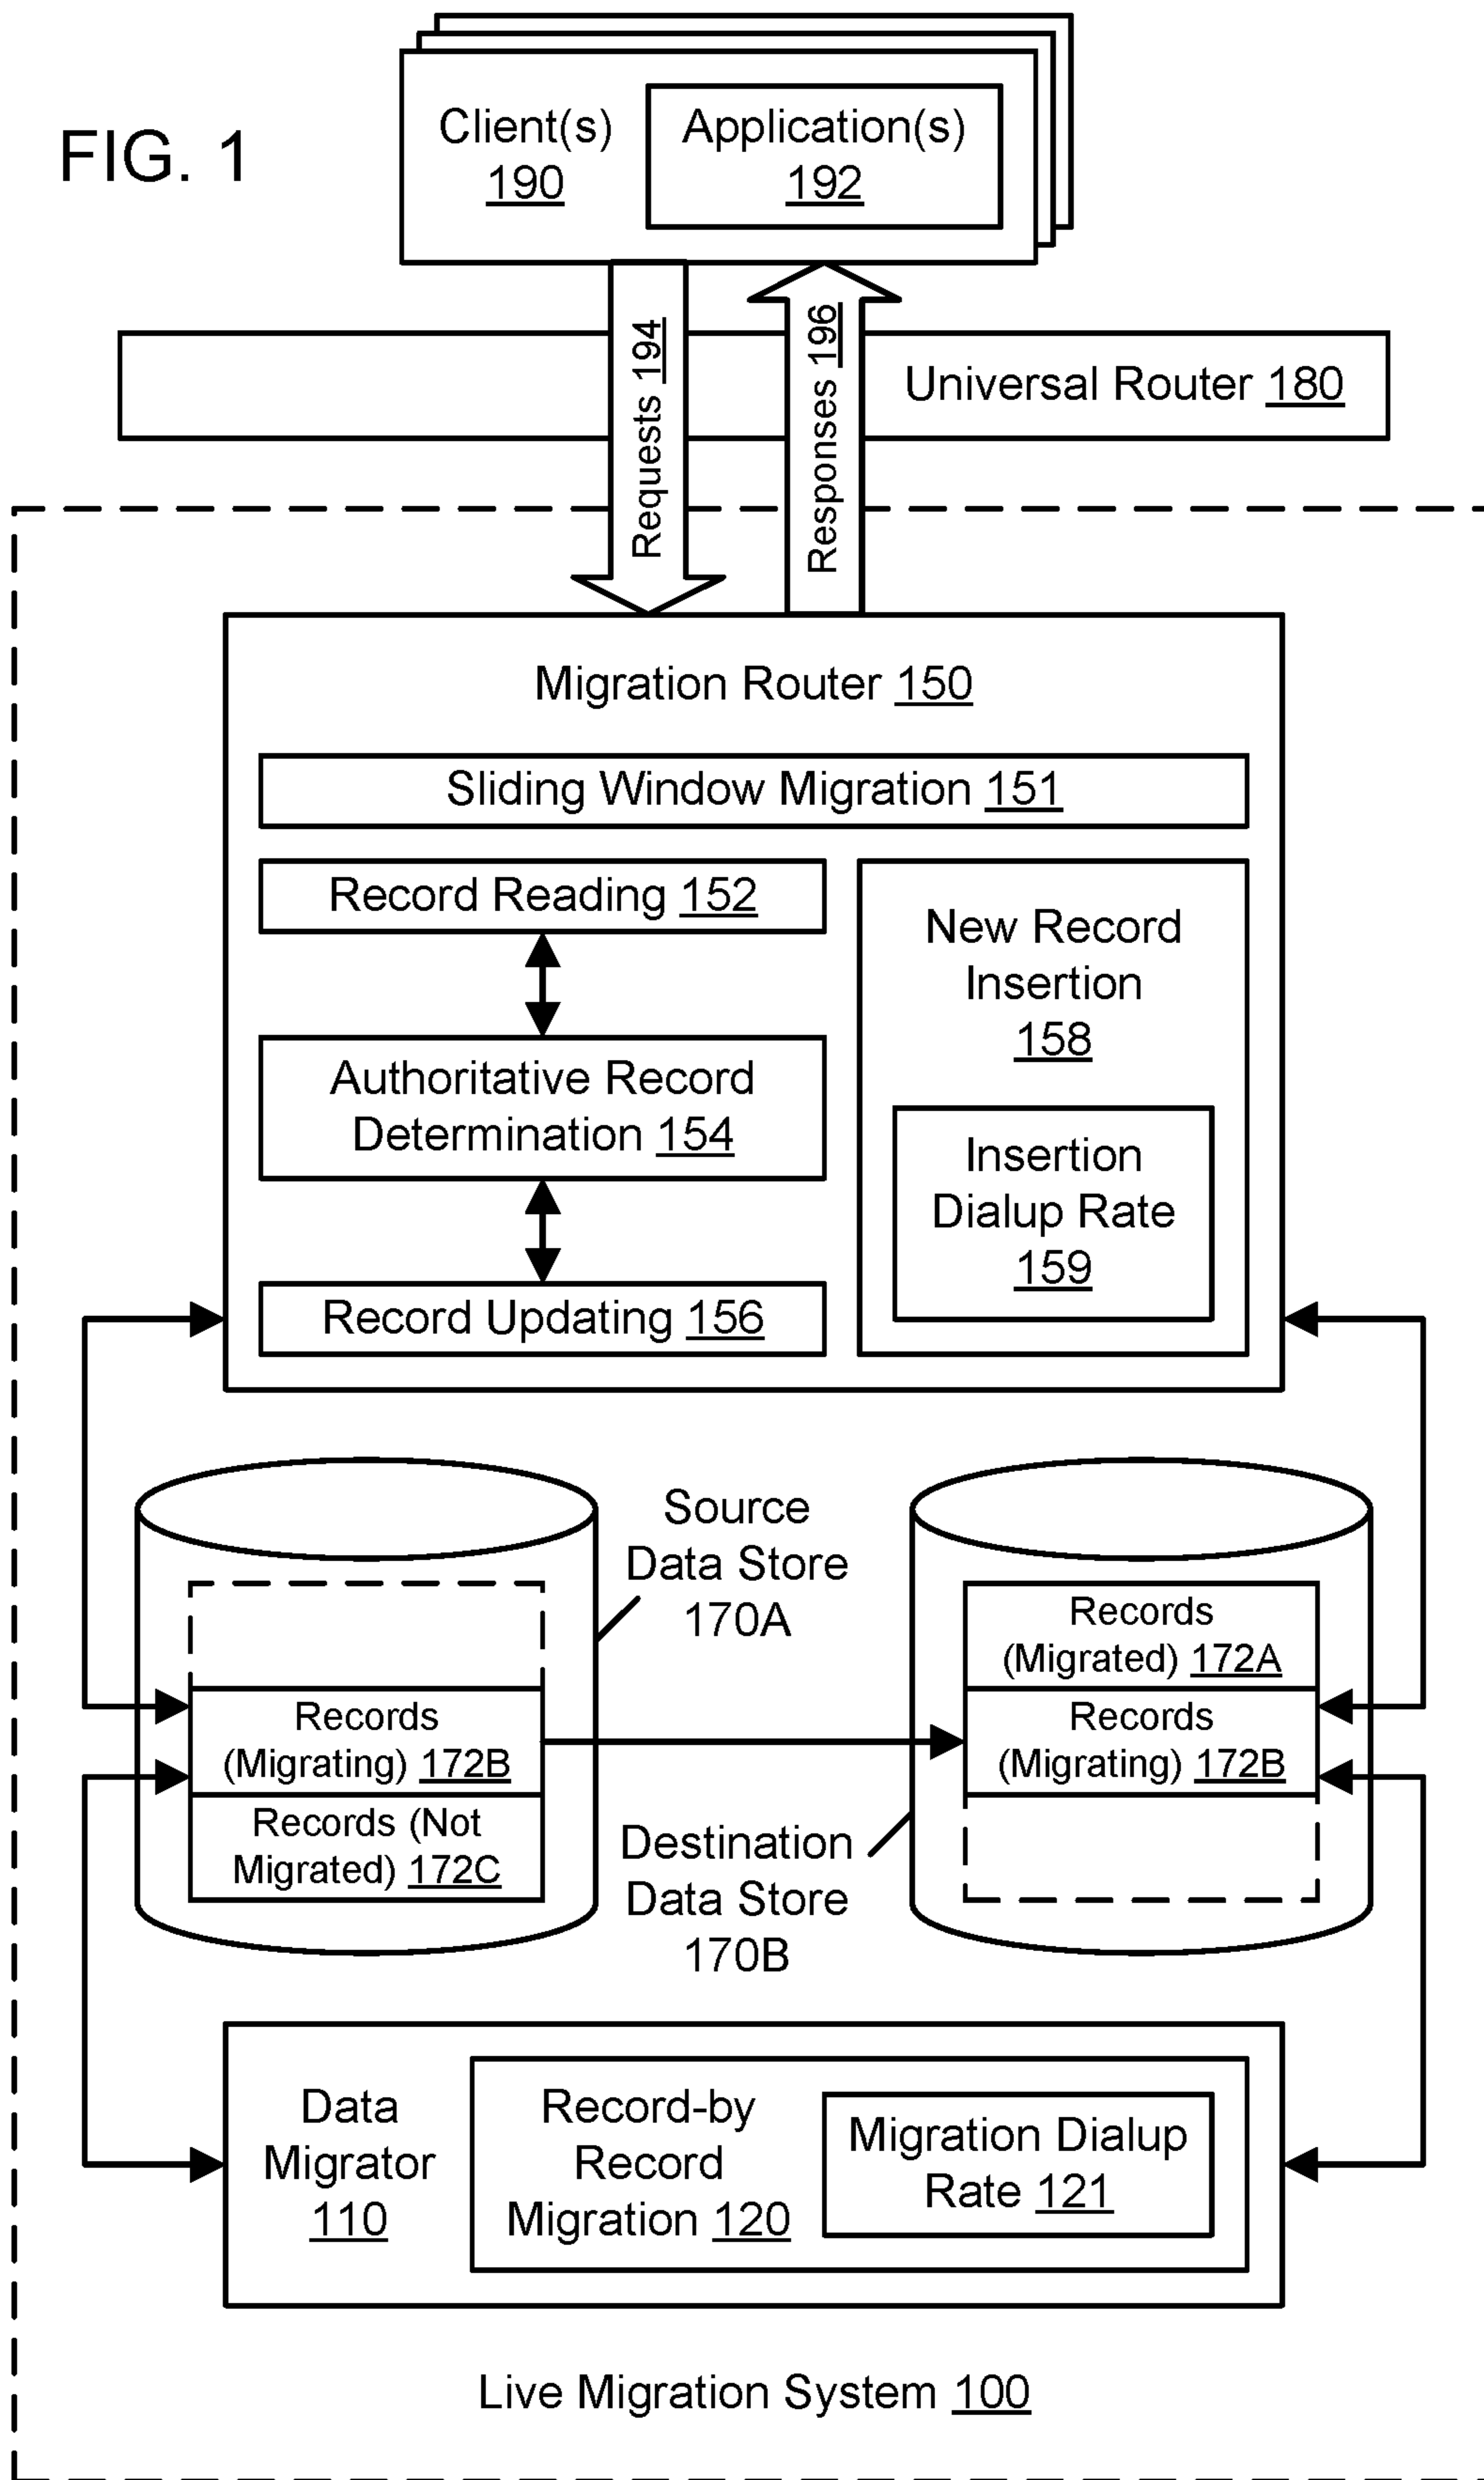 FIG. 1
Client(s)
190
Application(s)
192
Requests 194
Responses 196
Universal Router 180
Migration Router 150
Sliding Window Migration 151
Record Reading 152
Authoritative Record
Determination 154
Record Updating 156
New Record
Insertion
158
Insertion
Dialup Rate
159
Source
Data Store
170A
Records
(Migrating) 172B
Records (Not
Migrated) 172C
Records
(Migrated) 172A
Records
(Migrating) 172B
Destination
Data Store
170B
Data
Migrator
110
Record-by
Record
Migration 120
Migration Dialup
Rate 121
Live Migration System 100